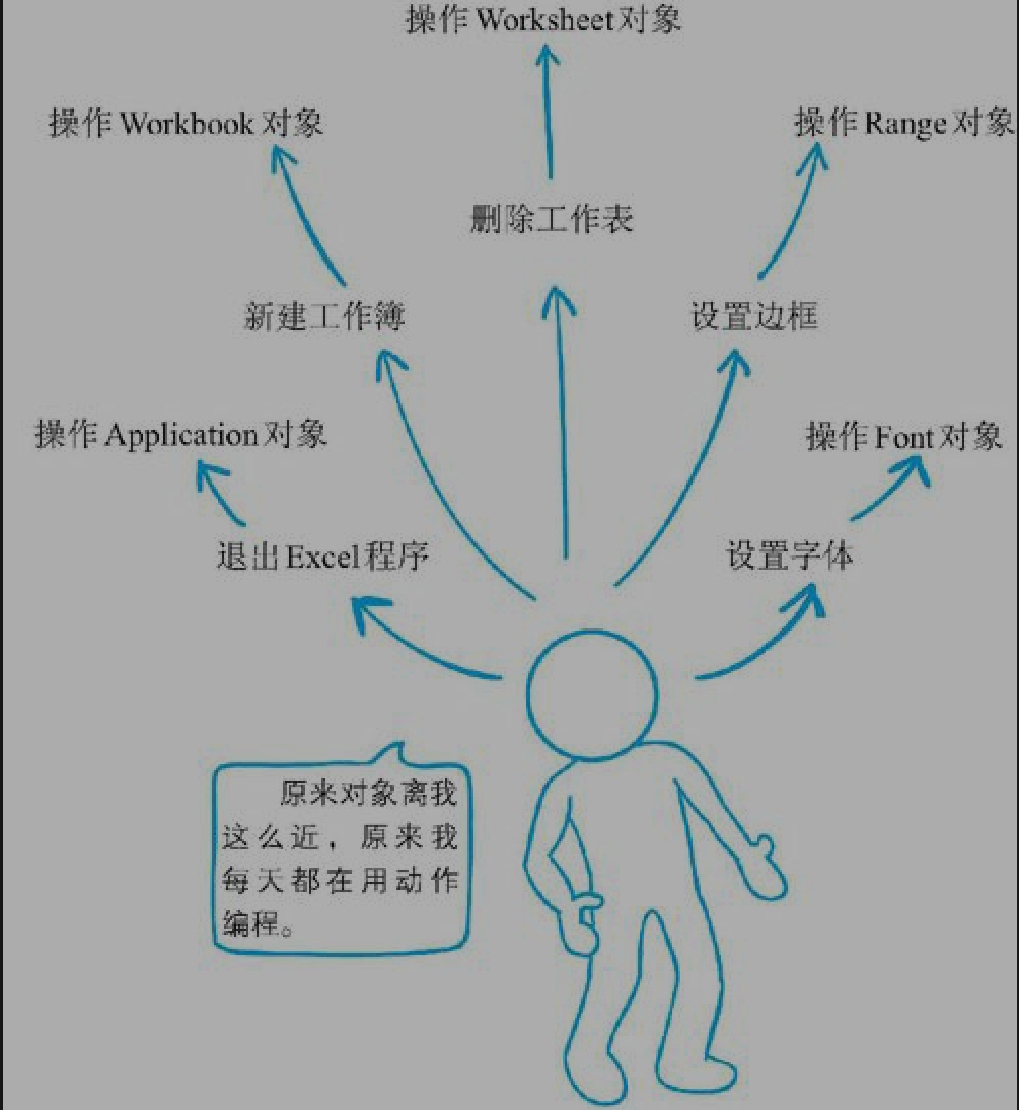 操作 Worksheet 对象
操作 Workbook 对象
操作 Range 对象
删除工作表
新建工作簿
设置边框
操作 Application 对象
操作 Font 对象
退出 Excel 程序
设置字体
原来对象离我
这么近，原来我
每天都在用动作
编程。